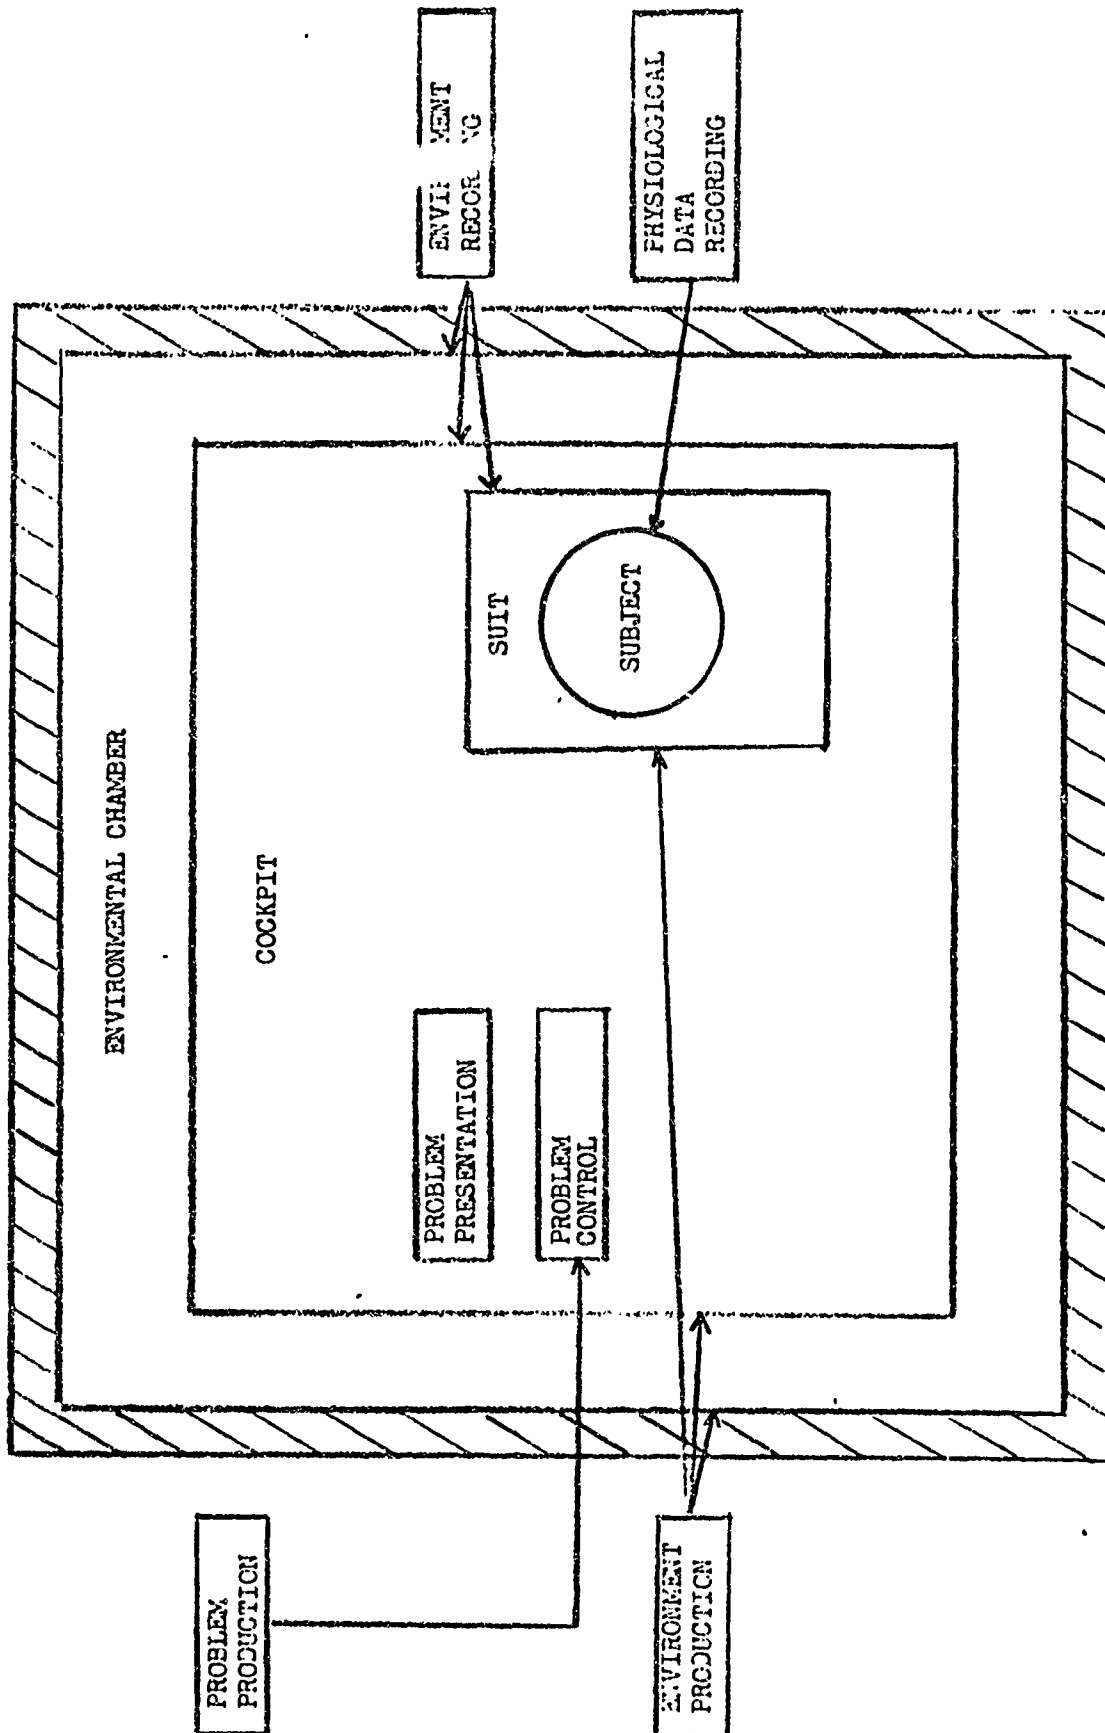 ENVIRONMENTAL CHAMBER
COCKPIT
PROBLEM
PRODUCTION
PROBLEM
PRESENTATION
PROBLEM
CONTROL
SUIT
SUBJECT
ENVIRONMENT
PRODUCTION
PHYSIOLOGICAL
DATA
RECORDING